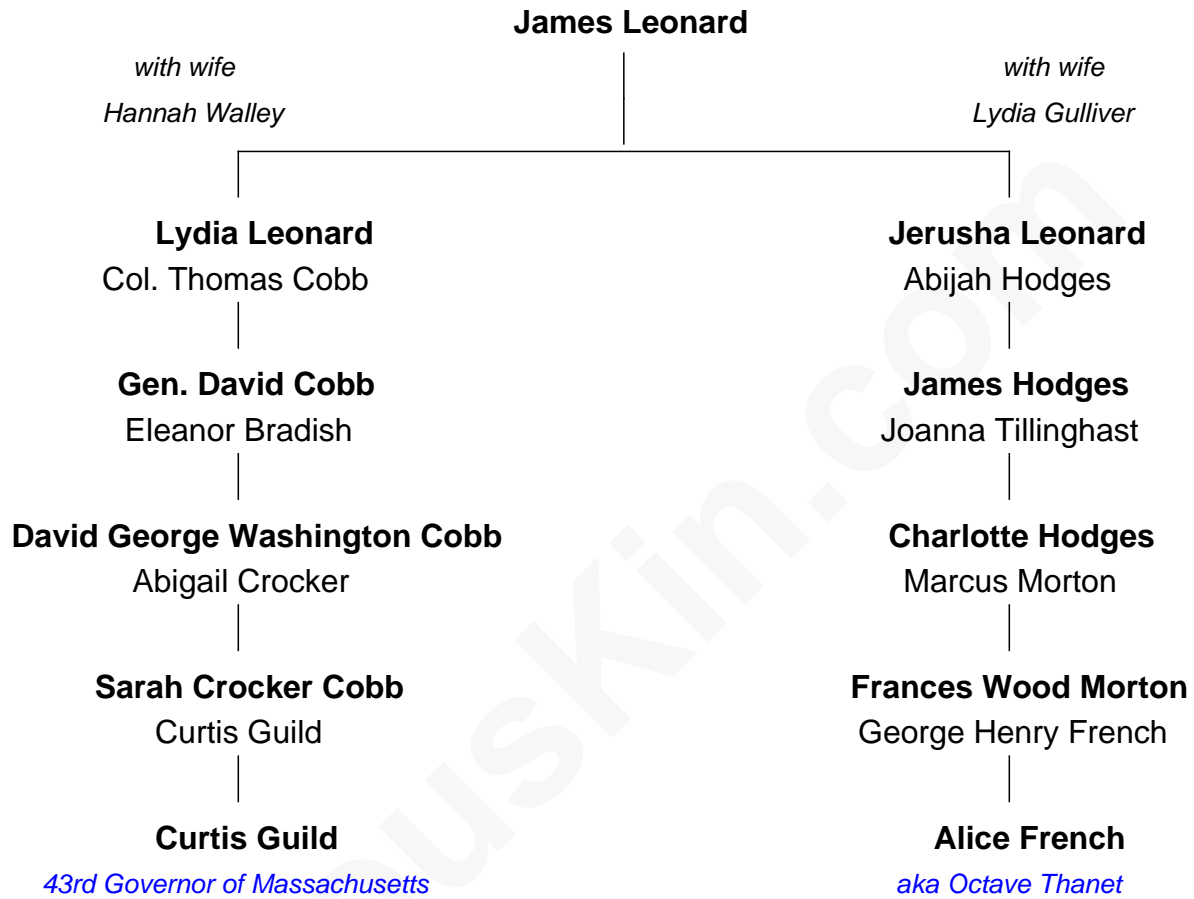 James Leonard
with wife
Hannah Walley
with wife
Lydia Gulliver
Lydia Leonard
Col. Thomas Cobb
Gen. David Cobb
Eleanor Bradish
David George Washington Cobb
Abigail Crocker
Sarah Crocker Cobb
Curtis Guild
Curtis Guild
43rd Governor of Massachusetts
Jerusha Leonard
Abijah Hodges
James Hodges
Joanna Tillinghast
Charlotte Hodges
Marcus Morton
Frances Wood Morton
George Henry French
Alice French
aka Octave Thanet
usKin.com